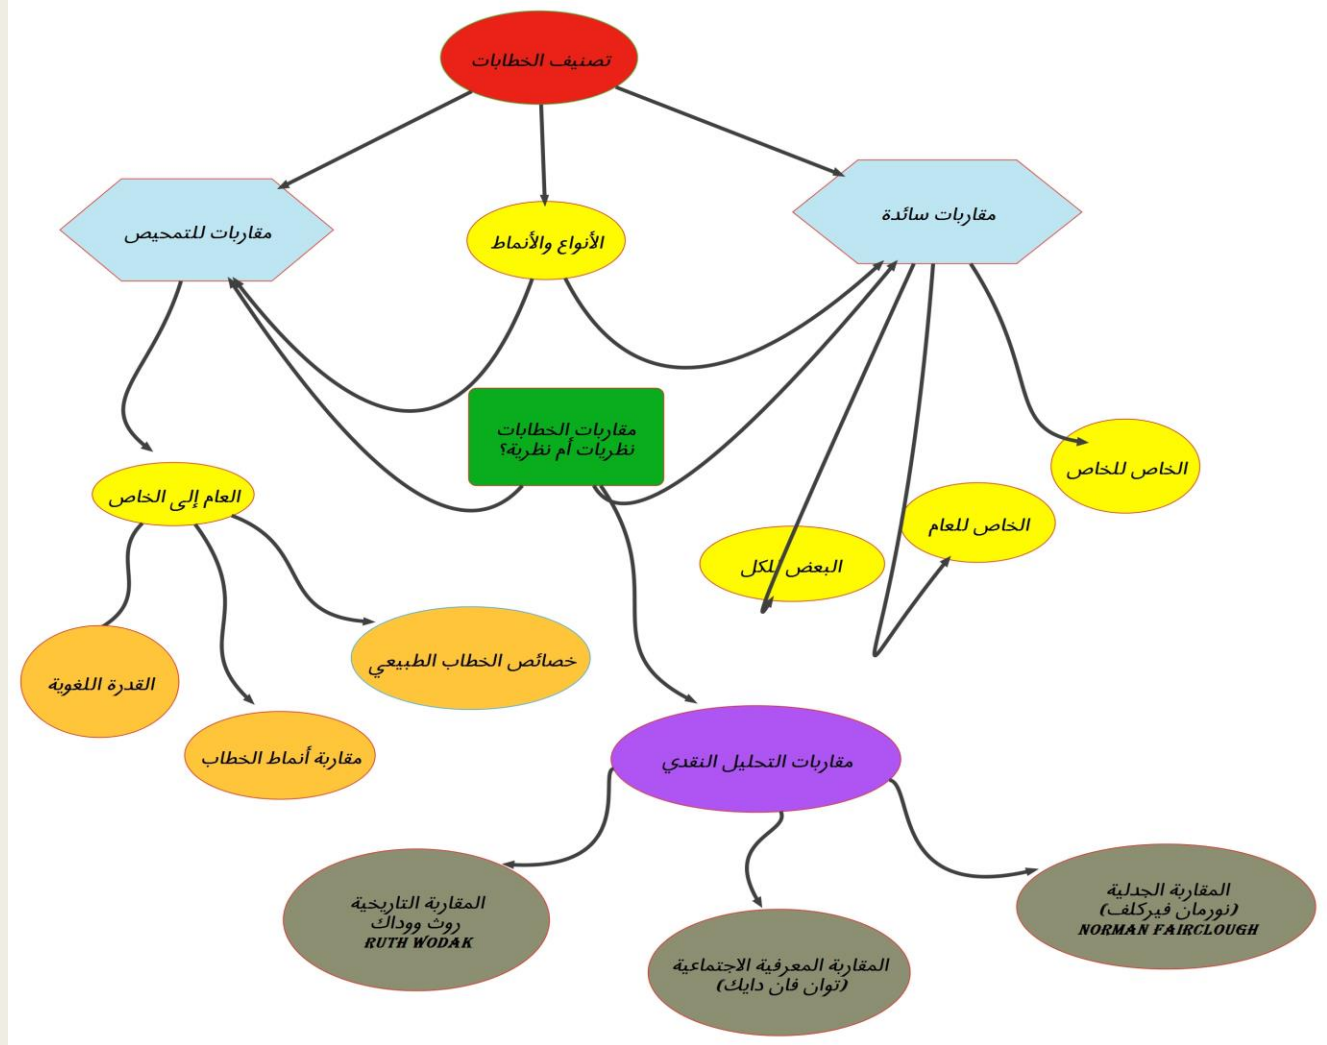 تصنيف الخطابات
مقاربات سائدة
الأنواع والأنماط
مقاربات للتمحيص
مقاربات الخطابات
نظريات أم نظرية؟
الخاص للخاص
الخاص للعام
البعض للكل
العام إلى الخاص
خصائص الخطاب الطبيعي
القدرة اللغوية
مقاربة أنماط الخطاب
مقاربات التحليل النقدي
المقاربة الجدلية
(نورمان فيركلف)
NORMAN FAIRCLOUGH
المقاربة المعرفية الاجتماعية
(توان فان دايك)
المقاربة التاريخية
روث ووداك
RUTH WODAK